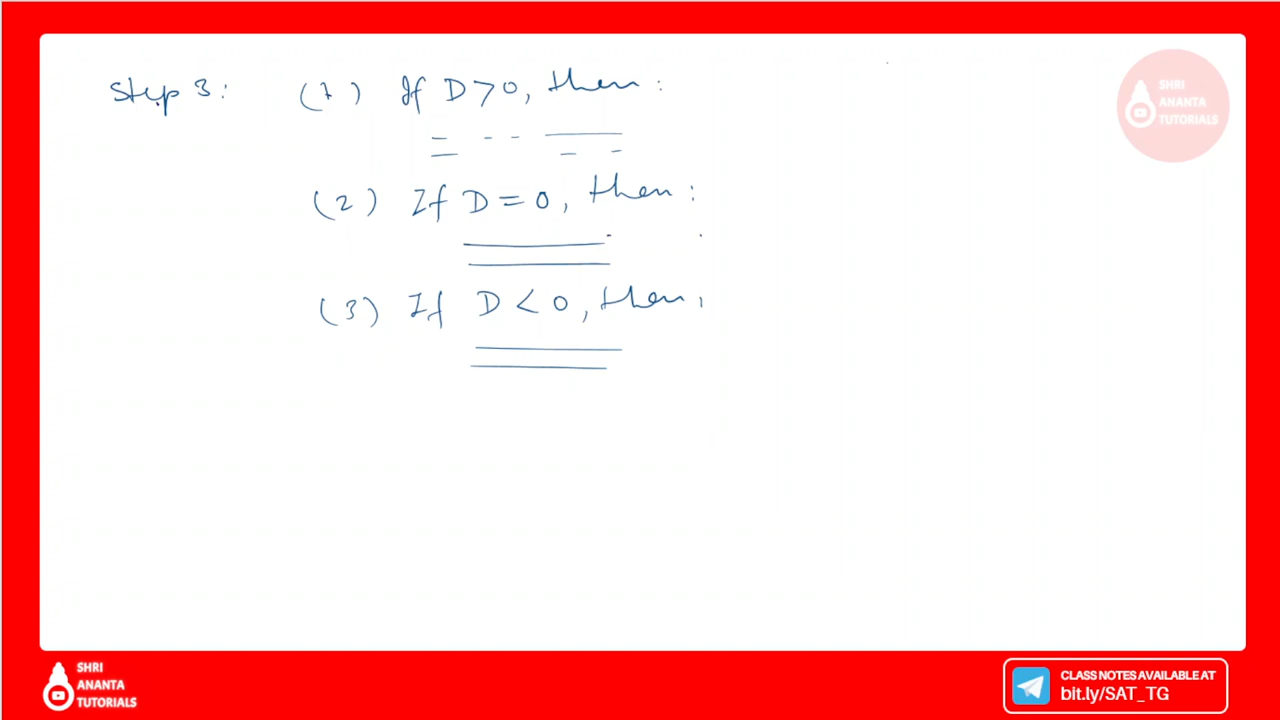 Step 3: (1) If D > 0, then:
(2) If D = 0, then:
(3) If D < 0, then:
SHRI
ANANTA
TUTORIALS
SHRI
ANANTA
TUTORIALS
CLASS NOTES AVAILABLE AT
bit.ly/SAT_TG